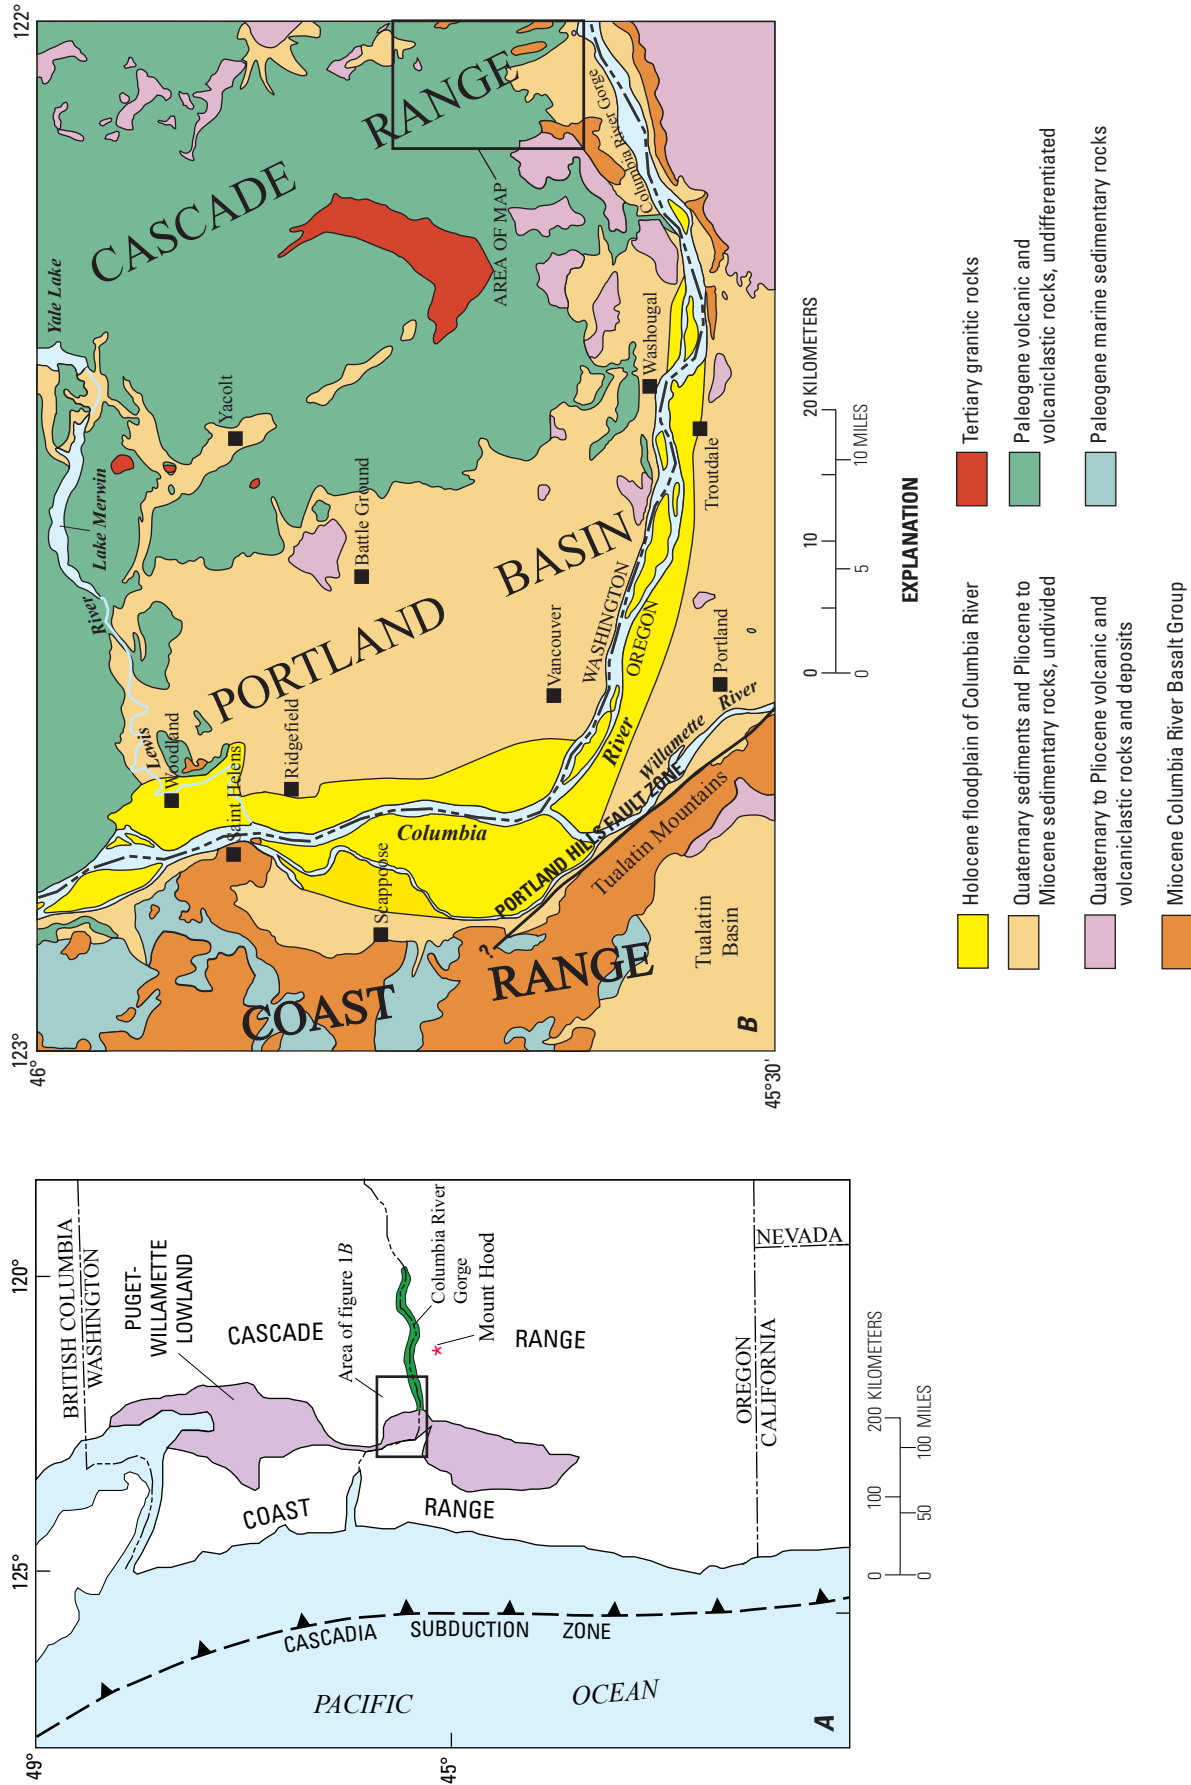 49°
45°
125°
120°
BRITISH COLUMBIA
WASHINGTON
PUGET-
WILLAMETTE
LOWLAND
CASCADE
RANGE
Area of figure 1B
Columbia River
Gorge
Mount Hood
*
COAST
RANGE
OREGON
CALIFORNIA
NEVADA
CASCADIA
SUBDUCTION
ZONE
PACIFIC
OCEAN
A
0
100
200 KILOMETERS
0
50
100 MILES
123°
122°
46°
45°30'
Yale Lake
Lake Merwin
CASCADE
RANGE
AREA OF MAP
Columbia River Gorge
Yacolt
Battle Ground
PORTLAND
BASIN
Lewis
River
Woodland
Saint Helens
Ridgefield
Vancouver
Washougal
Troutdale
WASHINGTON
OREGON
Columbia
River
Portland
Willamette
River
PORTLAND HILLS FAULT ZONE
?
Tualatin Mountains
Scappoose
COAST
RANGE
Tualatin
Basin
B
0
10
20 KILOMETERS
0
5
10 MILES
EXPLANATION
Holocene floodplain of Columbia River
Quaternary sediments and Pliocene to
Miocene sedimentary rocks, undivided
Quaternary to Pliocene volcanic and
volcaniclastic rocks and deposits
Miocene Columbia River Basalt Group
Tertiary granitic rocks
Paleogene volcanic and
volcaniclastic rocks, undifferentiated
Paleogene marine sedimentary rocks